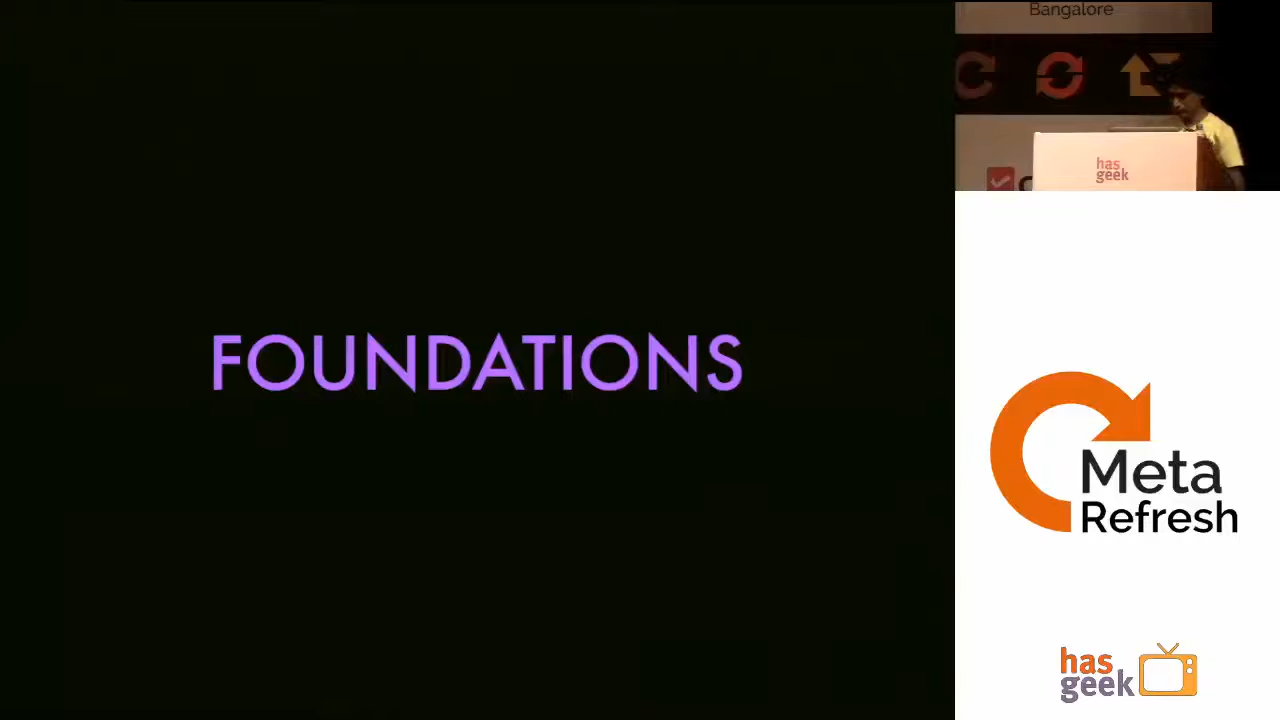 FOUNDATIONS
Bangalore
has
geek
Meta
Refresh
has
geek